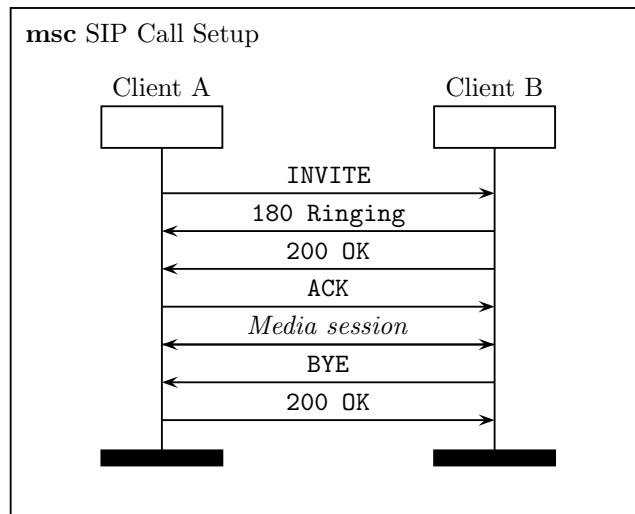 msc SIP Call Setup
Client A Client B
INVITE
180 Ringing
200 OK
ACK
Media session
BYE
200 OK